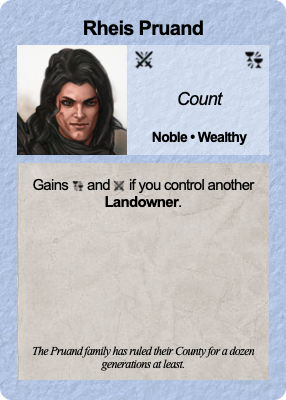 Rheis Pruand
Count
Noble • Wealthy
Gains and if you control another
Landowner.
The Pruand family has ruled their County for a dozen
generations at least.